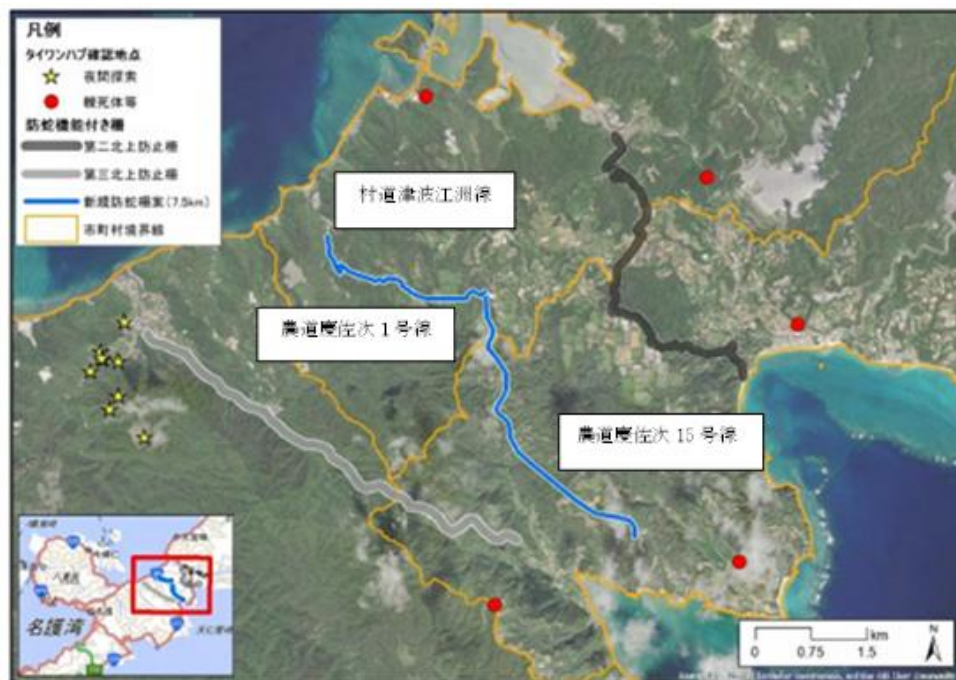 凡例
タイワンハブ確認地点
夜間探索
轢死体等
防蛇機能付き柵
第二北上防止柵
第三北上防止柵
新規防蛇柵案(7.5km)
市町村境界線
村道津波江洲線
農道慶佐次1号線
農道慶佐次15号線
名護湾
km
N
0 0.75 1.5